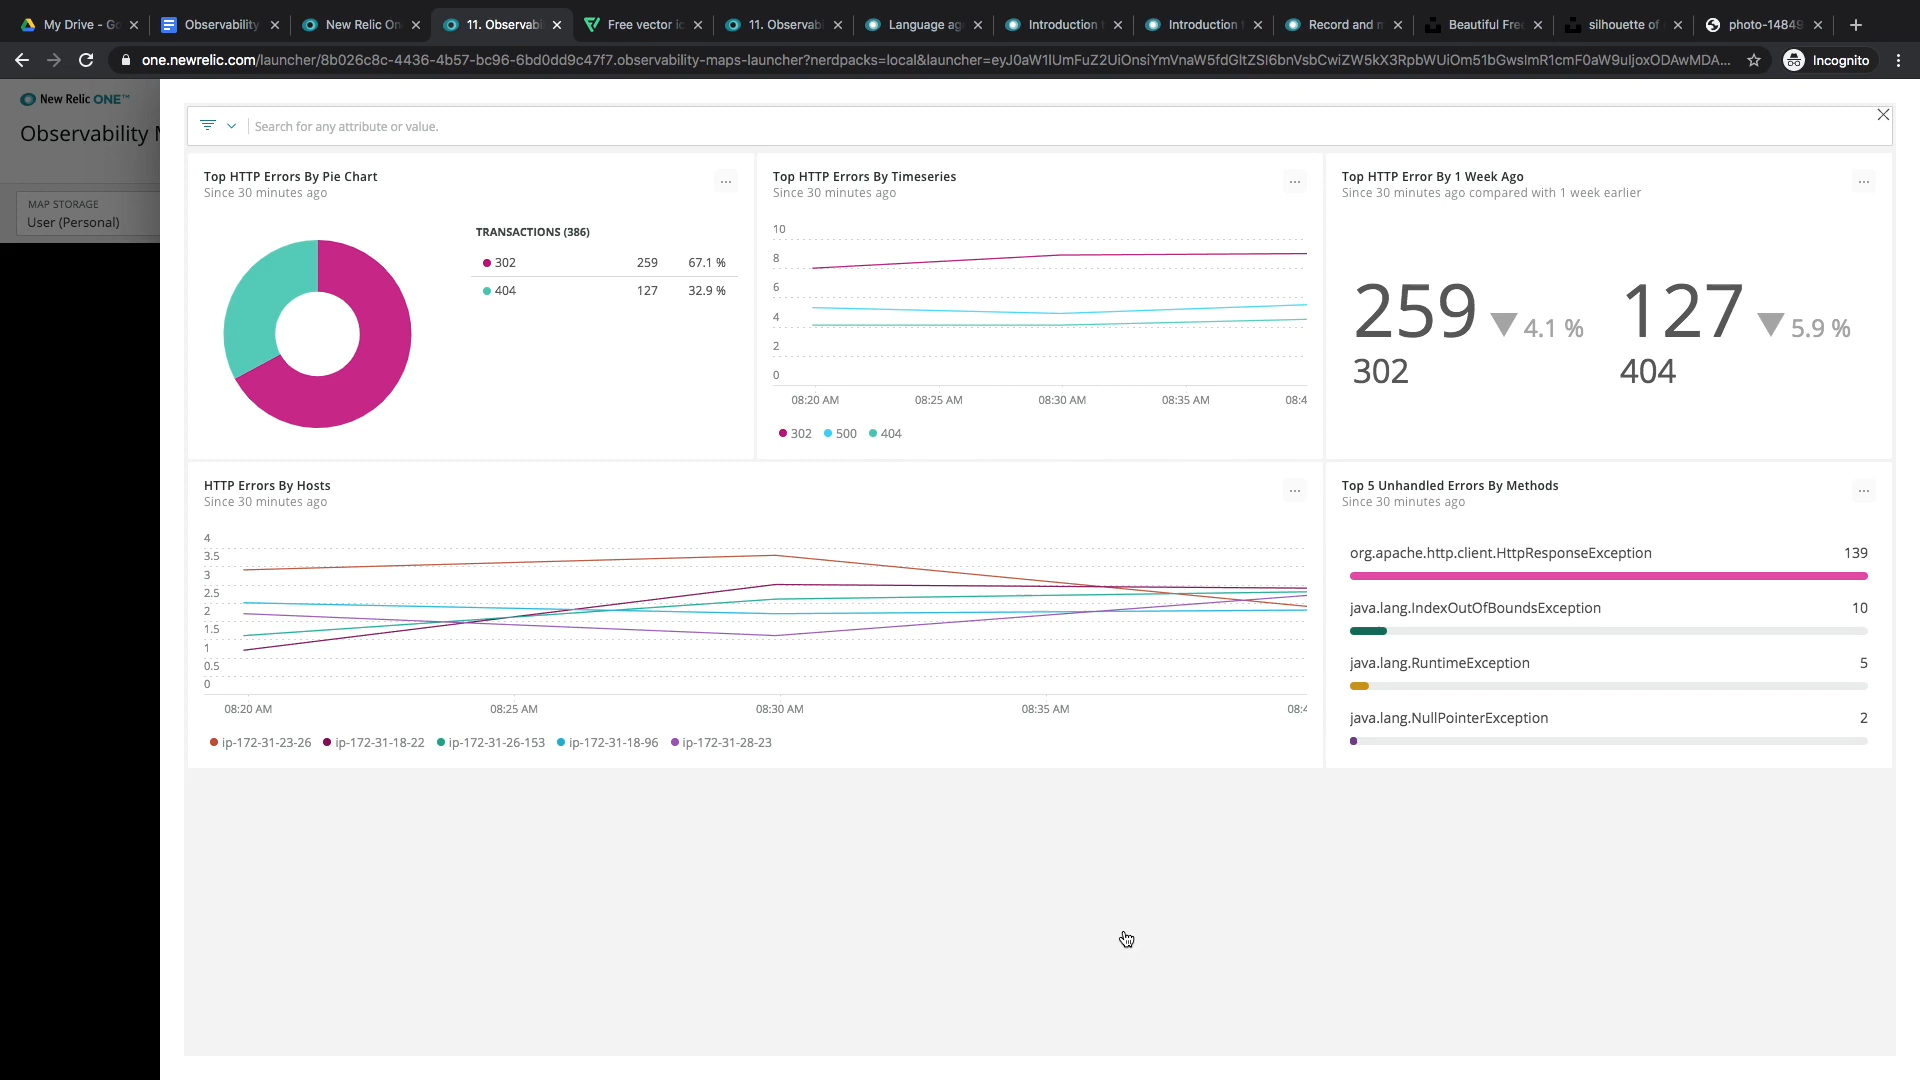 My Drive - Go
Observability
New Relic On
11. Observabi
Free vector ic
11. Observabi
Language ag
Introduction t
Introduction t
Record and m
Beautiful Free
silhouette of
photo-14849
one.newrelic.com/launcher/8b026c8c-4436-4b57-bc96-6bd0dd9c47f7.observability-maps-launcher?nerdpacks=local&launcher=
Incognito
New Relic ONE™
Observability
MAP STORAGE
User (Personal)
Search for any attribute or value.
Top HTTP Errors By Pie Chart
Since 30 minutes ago
TRANSACTIONS (386)
302 259 67.1 %
404 127 32.9 %
Top HTTP Errors By Timeseries
Since 30 minutes ago
10
8
6
4
2
0
08:20 AM 08:25 AM 08:30 AM 08:35 AM 08:4
302 500 404
Top HTTP Error By 1 Week Ago
Since 30 minutes ago compared with 1 week earlier
259 4.1 % 127 5.9 %
302 404
HTTP Errors By Hosts
Since 30 minutes ago
4
3.5
3
2.5
2
1.5
1
0.5
0
08:20 AM 08:25 AM 08:30 AM 08:35 AM 08:4
ip-172-31-23-26 ip-172-31-18-22 ip-172-31-26-153 ip-172-31-18-96 ip-172-31-28-23
Top 5 Unhandled Errors By Methods
Since 30 minutes ago
org.apache.http.client.HttpResponseException 139
java.lang.IndexOutOfBoundsException 10
java.lang.RuntimeException 5
java.lang.NullPointerException 2